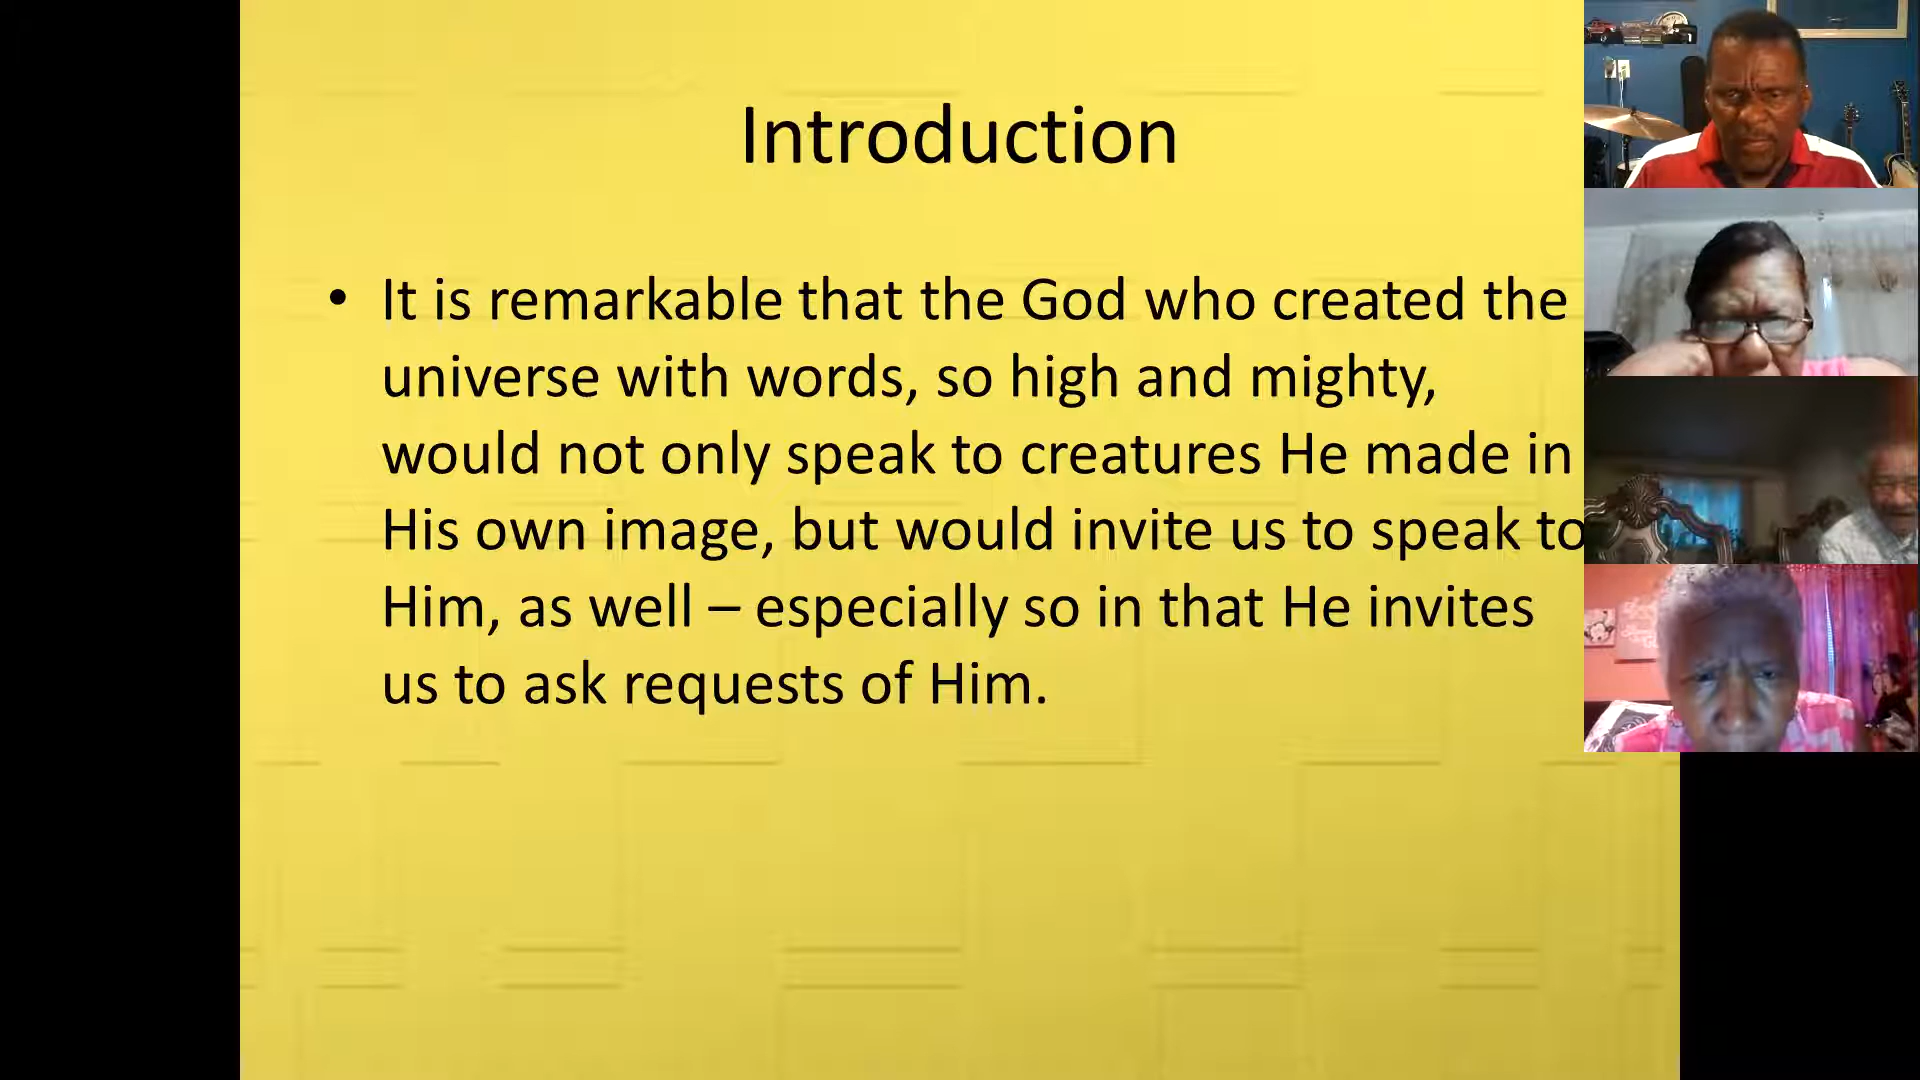 Introduction
• It is remarkable that the God who created the
universe with words, so high and mighty,
would not only speak to creatures He made in
His own image, but would invite us to speak to
Him, as well – especially so in that He invites
us to ask requests of Him.